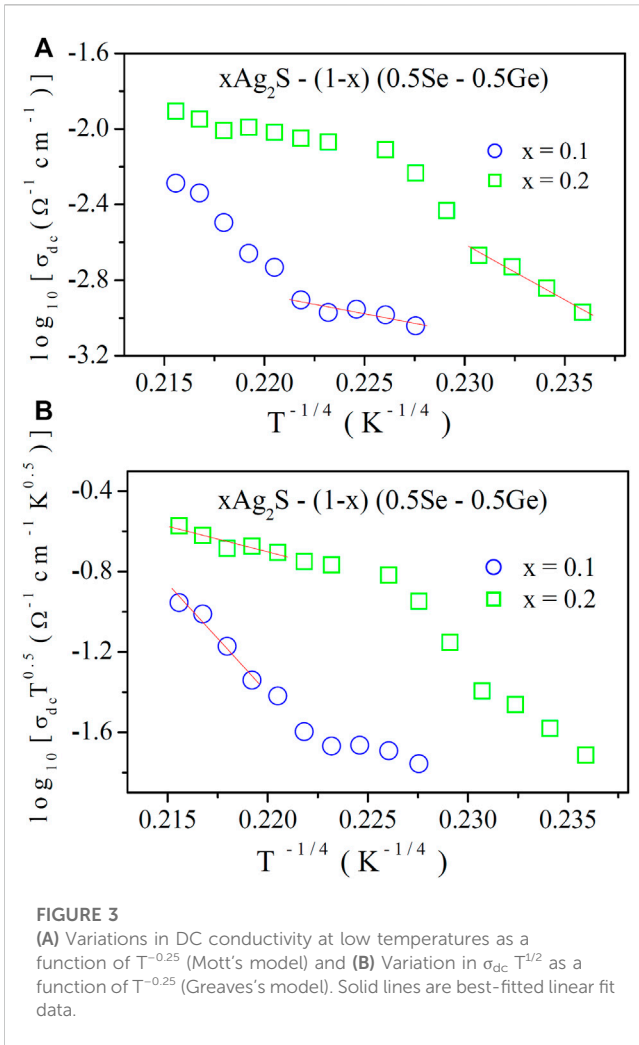 A
-1.6
-2.0
-2.4
-2.8
-3.2
log₁₀ [ σdc ( Ω⁻¹ cm⁻¹ ) ]
xAg₂S - (1-x) (0.5Se - 0.5Ge)
x = 0.1
x = 0.2
0.215 0.220 0.225 0.230 0.235
T⁻¹/⁴ ( K⁻¹/⁴ )
B
-0.4
-0.8
-1.2
-1.6
log₁₀ [ σdc T⁰·⁵ ( Ω⁻¹ cm⁻¹ K⁰·⁵ ) ]
xAg₂S - (1-x) (0.5Se - 0.5Ge)
x = 0.1
x = 0.2
0.215 0.220 0.225 0.230 0.235
T⁻¹/⁴ ( K⁻¹/⁴ )
FIGURE 3
(A) Variations in DC conductivity at low temperatures as a
function of T⁻⁰·²⁵ (Mott's model) and (B) Variation in σdc T¹/² as a
function of T⁻⁰·²⁵ (Greaves's model). Solid lines are best-fitted linear fit
data.